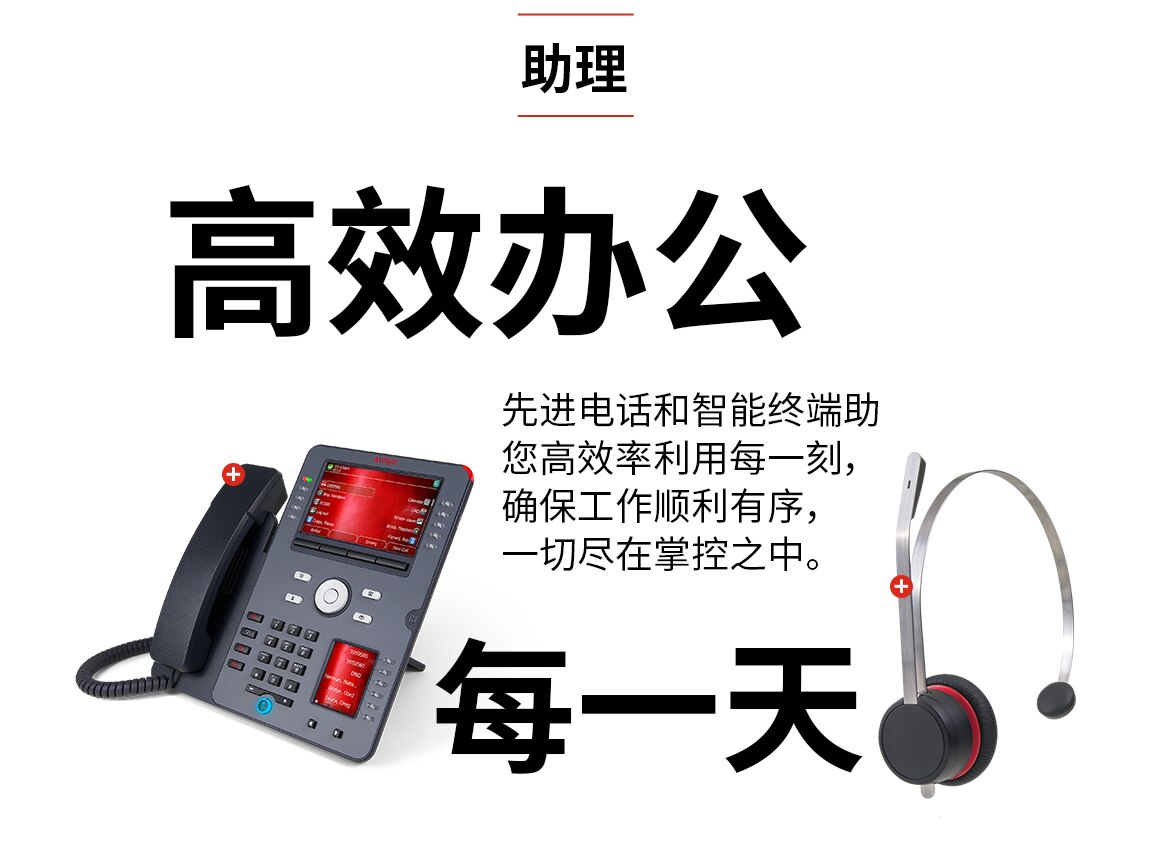 助理
高效办公
先进电话和智能终端助
您高效率利用每一刻，
确保工作顺利有序，
一切尽在掌控之中。
AVAYA
每一天